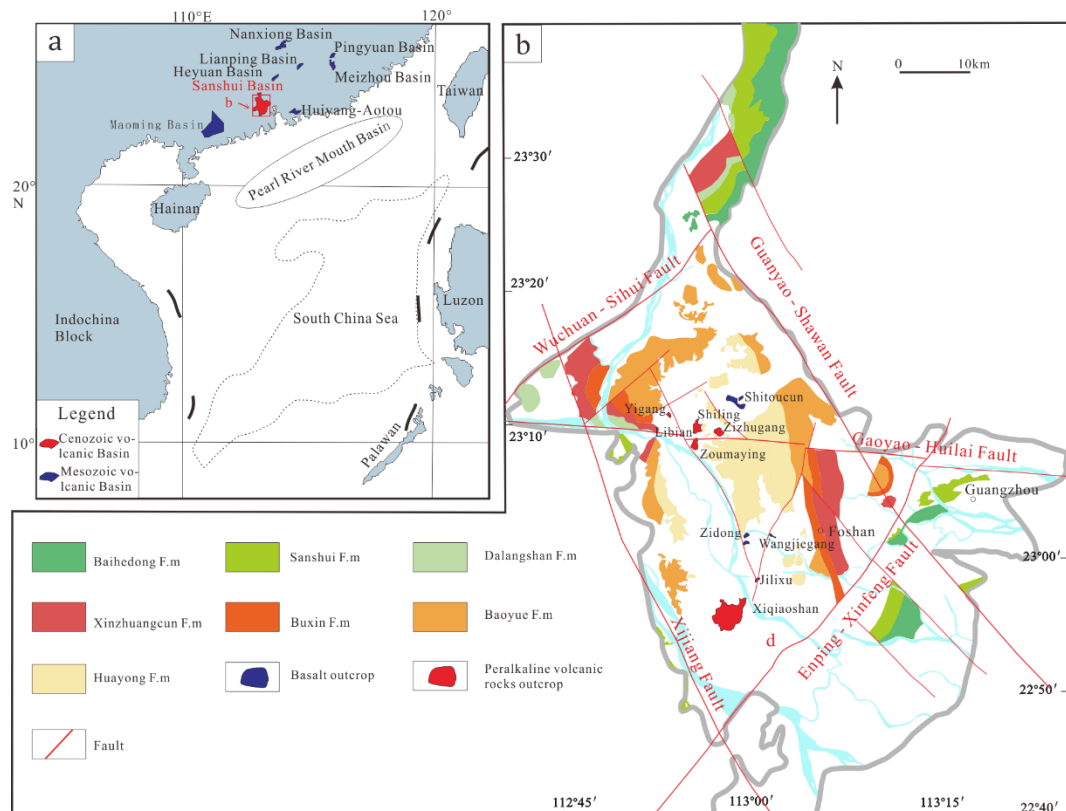 110°E
120°
a
Nanxiong Basin
Pingyuan Basin
Lianping Basin
Heyuan Basin
Meizhou Basin
Sanshui Basin
b
Taiwan
Huiyang-Aotou
Maoming Basin
Pearl River Mouth Basin
20°
N
Hainan
Luzon
Indochina
Block
South China Sea
Palawan
10°
Legend
Cenozoic vo-
lcanic Basin
Mesozoic vo-
lcanic Basin
b
N
0
10km
23°30′
23°20′
23°10′
23°00′
22°50′
22°40′
112°45′
113°00′
113°15′
Wuchuan - Sihui Fault
Guanyao - Shawan Fault
Gaoyao - Huilai Fault
Enping - Xinfeng Fault
Xijiang Fault
Shitoucun
Yigang
Shiling
Zizhugang
Libian
Zoumaying
Guangzhou
Zidong
Wangjiegang
Foshan
Jilixu
Xiqiaoshan
d
Baihedong F.m
Sanshui F.m
Dalangshan F.m
Xinzhuangcun F.m
Buxin F.m
Baoyue F.m
Huayong F.m
Basalt outcrop
Peralkaline volcanic
rocks outcrop
Fault